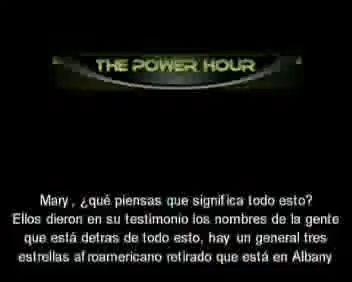 THE POWER HOUR
Mary, ¿qué piensas que significa todo esto?
Ellos dieron en su testimonio los nombres de la gente
que está detras de todo esto, hay un general tres
estrellas afroamericano retirado que está en Albany